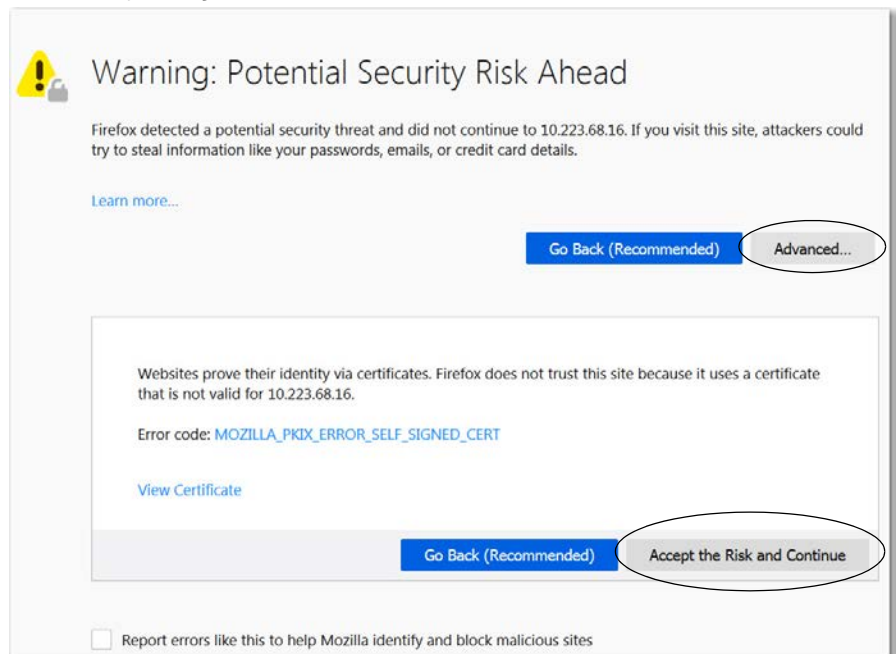 Warning: Potential Security Risk Ahead
Firefox detected a potential security threat and did not continue to 10.223.68.16. If you visit this site, attackers could
try to steal information like your passwords, emails, or credit card details.
Learn more...
Go Back (Recommended) Advanced...
Websites prove their identity via certificates. Firefox does not trust this site because it uses a certificate
that is not valid for 10.223.68.16.
Error code: MOZILLA_PKIX_ERROR_SELF_SIGNED_CERT
View Certificate
Go Back (Recommended) Accept the Risk and Continue
Report errors like this to help Mozilla identify and block malicious sites